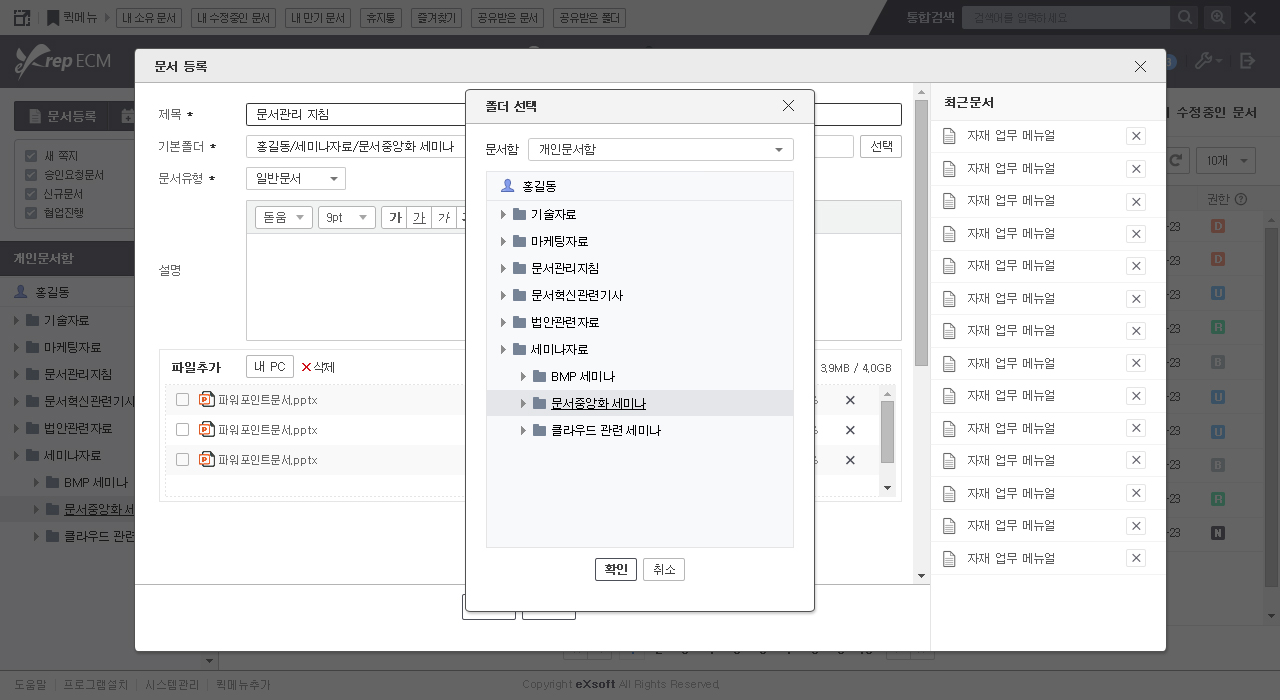 퀵메뉴 내 소유 문서 내 수정중인 문서 내 만기 문서 휴지통 즐겨찾기 공유받은 문서 공유받은 폴더 통합검색 검색어를 입력하세요
Xrep ECM
문서 등록
문서등록
새 쪽지
승인요청문서
신규문서
협업진행
개인문서함
홍길동
기술자료
마케팅자료
문서관리지침
문서혁신관련기사
법안관련자료
세미나자료
BMP 세미나
문서중앙화 세
클라우드 관련
제목 * 문서관리 지침
기본폴더 * 홍길동/세미나자료/문서중앙화 세미나 선택
문서유형 * 일반문서
돋움 9pt 가 가 가
설명
파일추가 내 PC 삭제 3,9MB / 4,0GB
파워포인트문서.pptx
파워포인트문서.pptx
파워포인트문서.pptx
폴더 선택
문서함 개인문서함
홍길동
기술자료
마케팅자료
문서관리지침
문서혁신관련기사
법안관련자료
세미나자료
BMP 세미나
문서중앙화 세미나
클라우드 관련 세미나
확인 취소
최근문서
자재 업무 메뉴얼
자재 업무 메뉴얼
자재 업무 메뉴얼
자재 업무 메뉴얼
자재 업무 메뉴얼
자재 업무 메뉴얼
자재 업무 메뉴얼
자재 업무 메뉴얼
자재 업무 메뉴얼
자재 업무 메뉴얼
자재 업무 메뉴얼
자재 업무 메뉴얼
자재 업무 메뉴얼
자재 업무 메뉴얼
수정중인 문서
10개
권한
-23 D
-23 D
-23 U
-23 R
-23 B
-23 U
-23 U
-23 B
-23 R
-23 N
도움말 프로그램설치 시스템관리 퀵메뉴추가
Copyright eXsoft All Rights Reserved.